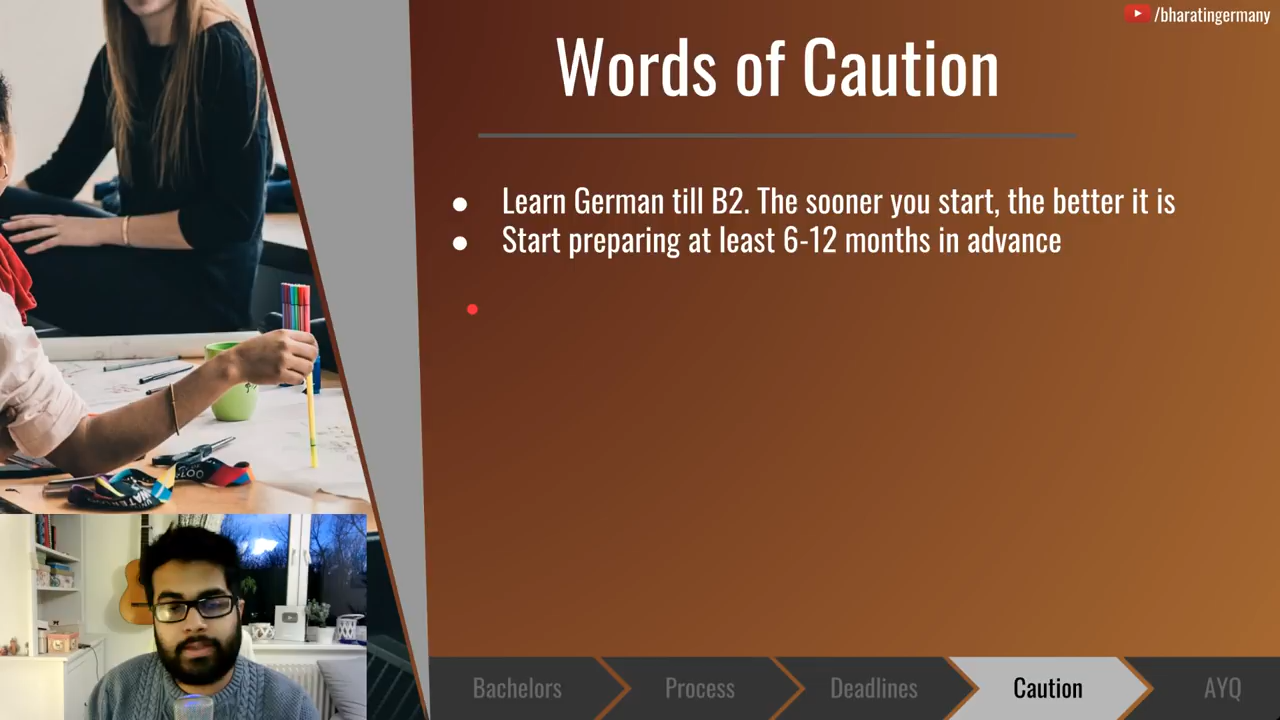 /bharatingermany
Words of Caution
Learn German till B2. The sooner you start, the better it is
Start preparing at least 6-12 months in advance
Bachelors
Process
Deadlines
Caution
AYQ